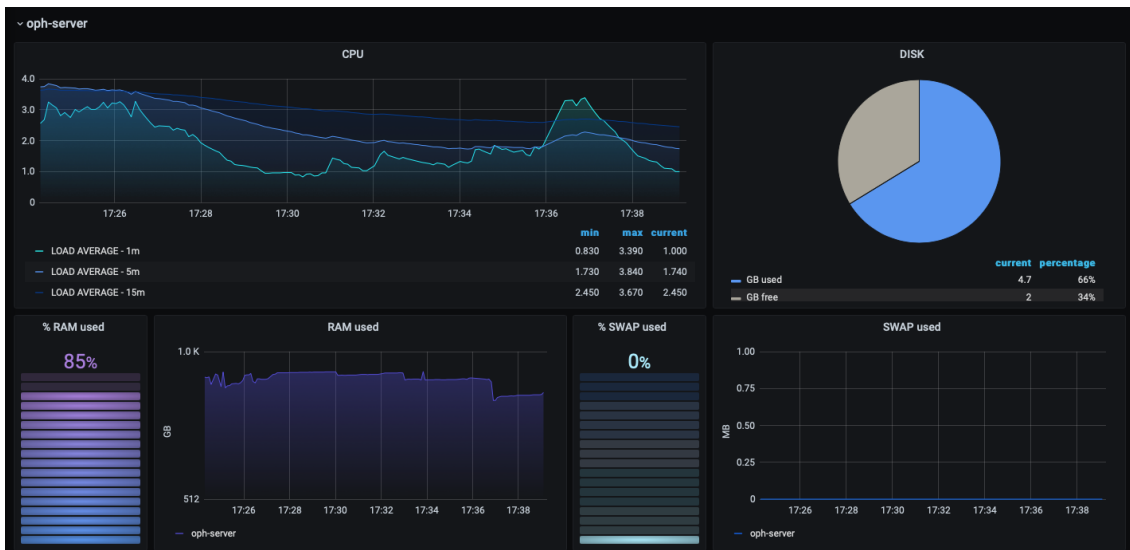 oph-server
CPU
4.0
3.0
2.0
1.0
0
17:26 17:28 17:30 17:32 17:34 17:36 17:38
min max current
LOAD AVERAGE - 1m 0.830 3.390 1.000
LOAD AVERAGE - 5m 1.730 3.840 1.740
LOAD AVERAGE - 15m 2.450 3.670 2.450
DISK
current percentage
GB used 4.7 66%
GB free 2 34%
% RAM used
85%
RAM used
1.0 K
GB
512
17:26 17:28 17:30 17:32 17:34 17:36 17:38
oph-server
% SWAP used
0%
SWAP used
1.00
0.75
0.50
0.25
0
MB
17:26 17:28 17:30 17:32 17:34 17:36 17:38
oph-server